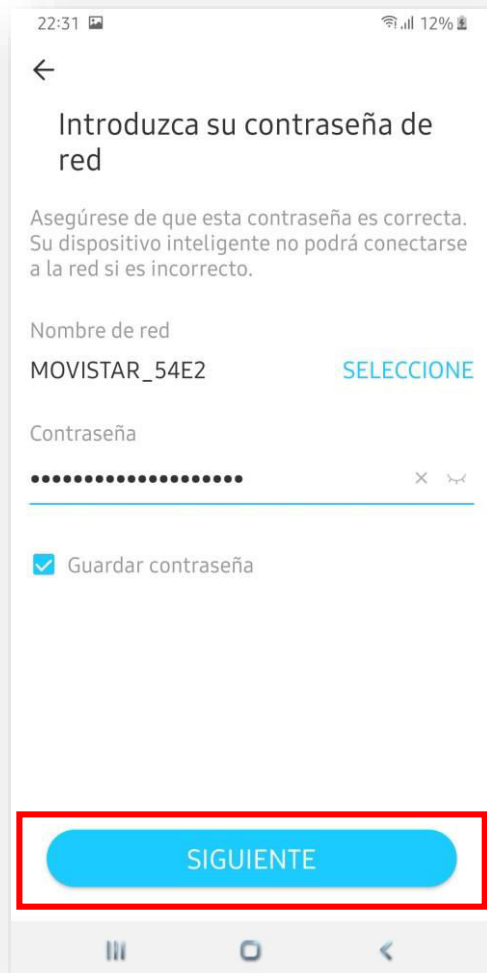 22:31 12%
Introduzca su contraseña de
red
Asegúrese de que esta contraseña es correcta.
Su dispositivo inteligente no podrá conectarse
a la red si es incorrecto.
Nombre de red
MOVISTAR_54E2 SELECCIONE
Contraseña
••••••••••••••••••••
Guardar contraseña
SIGUIENTE